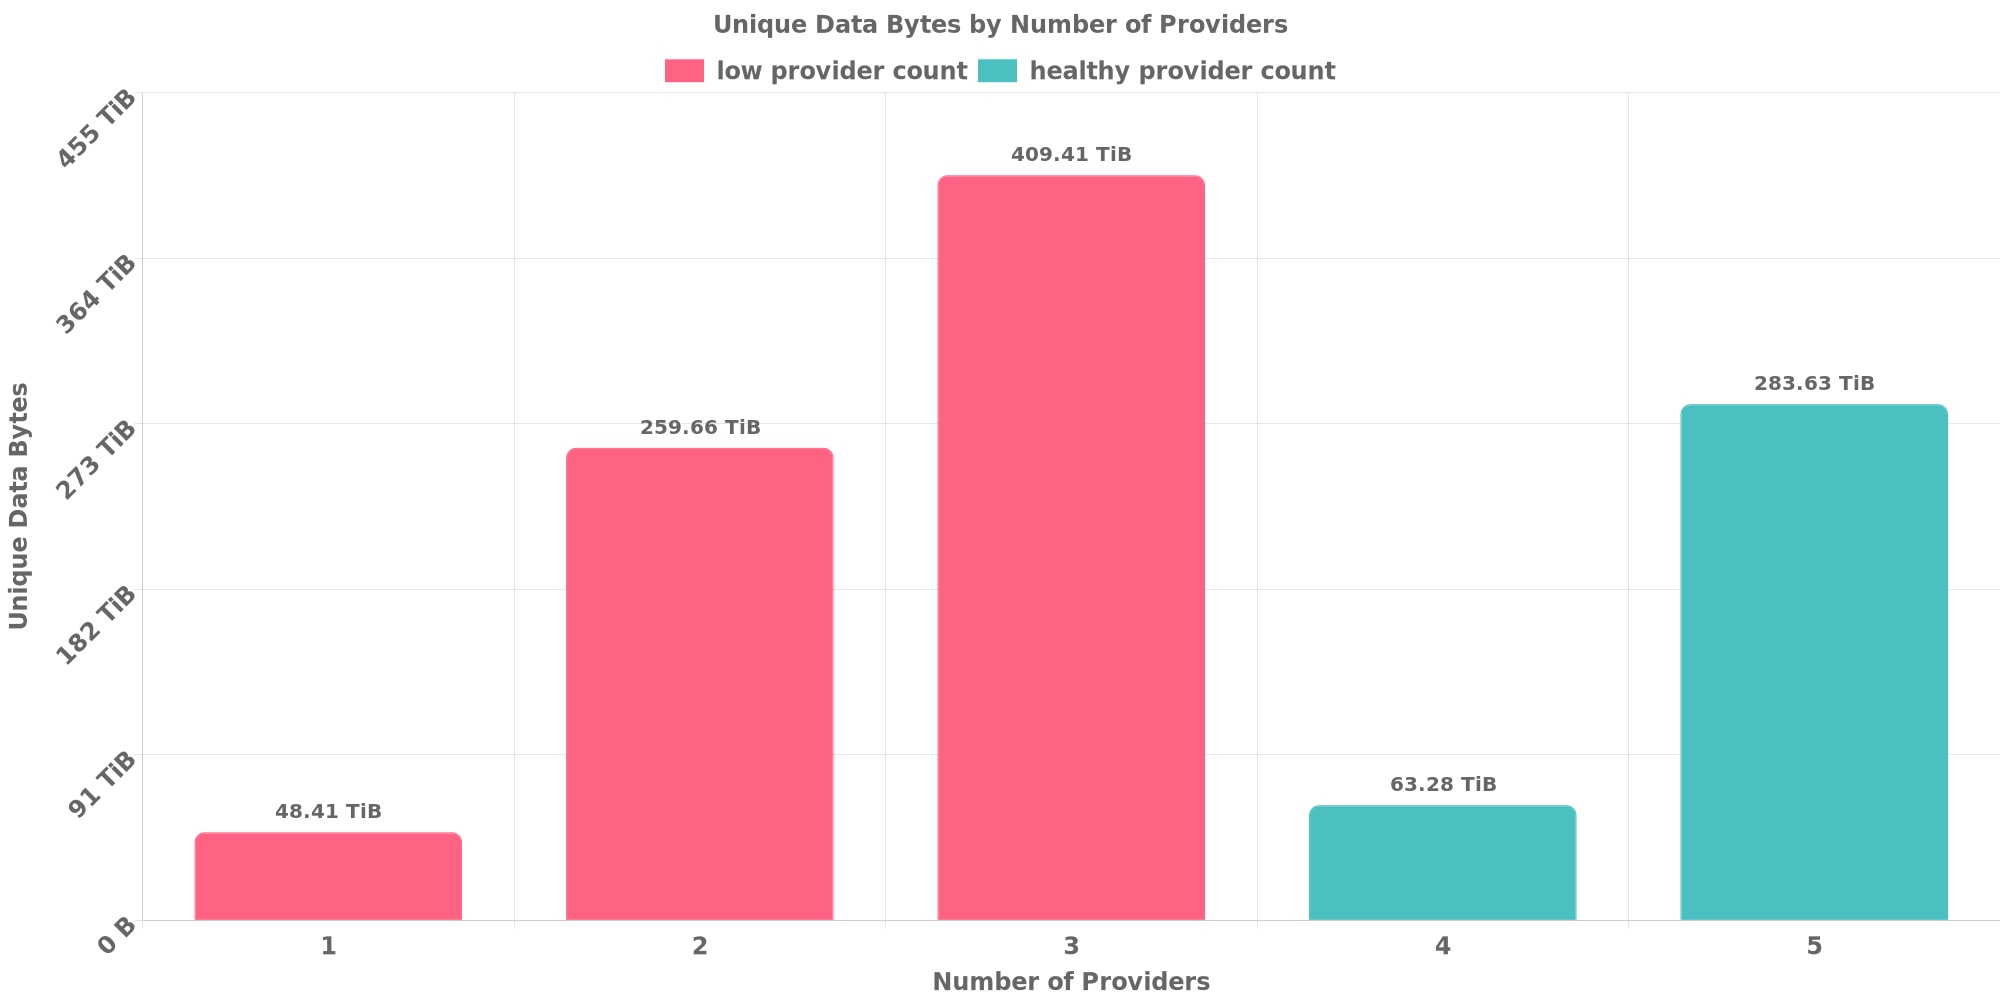 Unique Data Bytes by Number of Providers
low provider count healthy provider count
455 TiB
364 TiB
273 TiB
182 TiB
91 TiB
0 B
Unique Data Bytes
48.41 TiB
259.66 TiB
409.41 TiB
63.28 TiB
283.63 TiB
1 2 3 4 5
Number of Providers